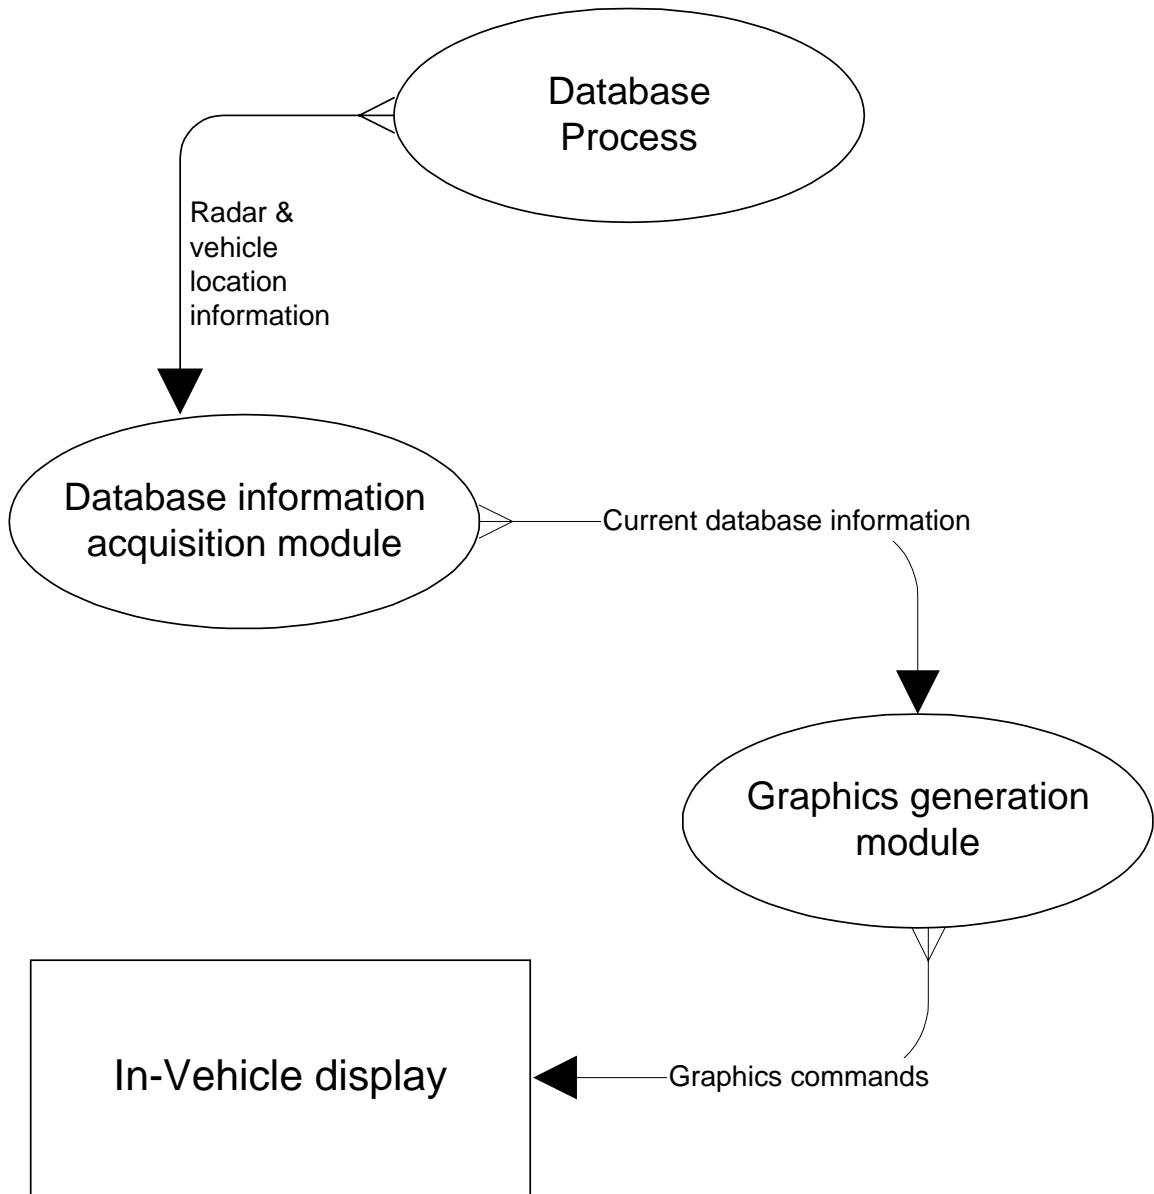 Database
Process
Radar &
vehicle
location
information
Database information
acquisition module
Current database information
Graphics generation
module
In-Vehicle display
Graphics commands